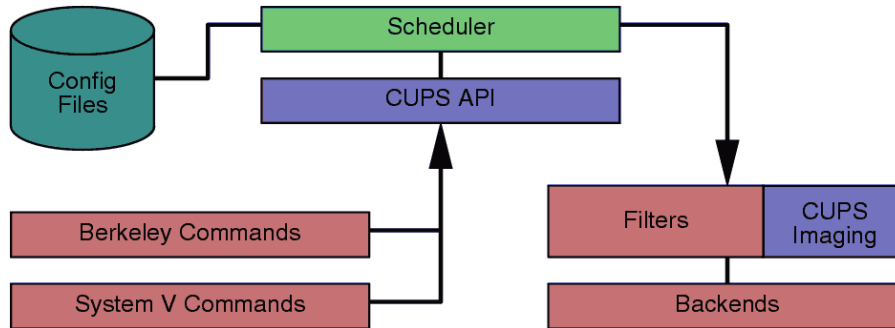 Scheduler
Config
Files
CUPS API
Berkeley Commands
Filters
CUPS
Imaging
System V Commands
Backends